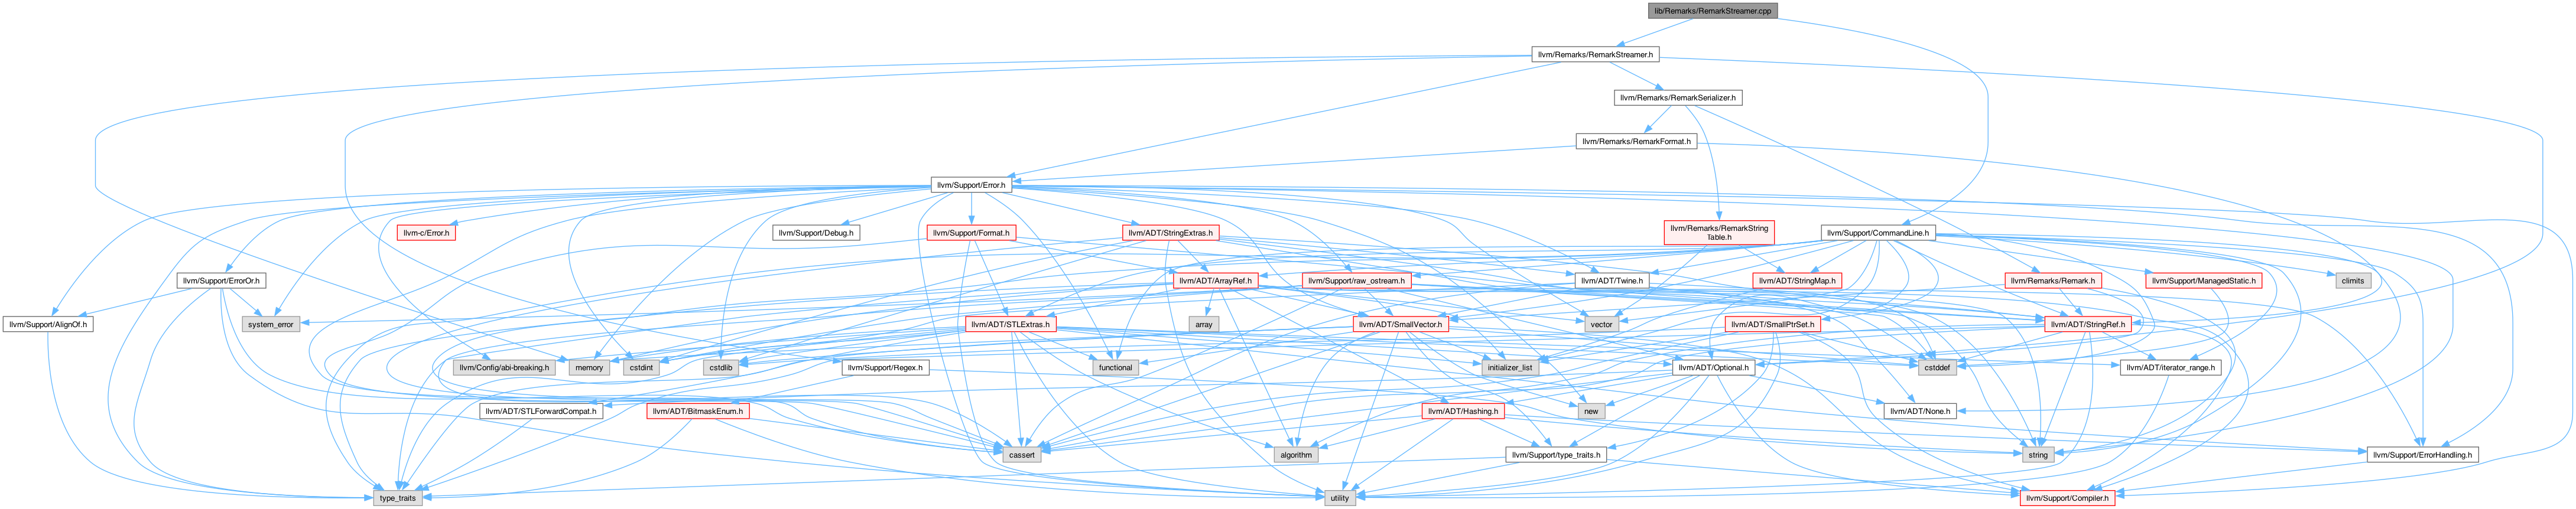 lib/Remarks/RemarkStreamer.cpp
llvm/Remarks/RemarkStreamer.h
llvm/Remarks/RemarkSerializer.h
llvm/Remarks/RemarkFormat.h
llvm/Support/Error.h
llvm-c/Error.h
llvm/Support/Debug.h
llvm/Support/Format.h
llvm/ADT/StringExtras.h
llvm/Remarks/RemarkString
Table.h
llvm/Support/CommandLine.h
llvm/Support/ErrorOr.h
llvm/ADT/ArrayRef.h
llvm/Support/raw_ostream.h
llvm/ADT/Twine.h
llvm/ADT/StringMap.h
llvm/Remarks/Remark.h
llvm/Support/ManagedStatic.h
climits
llvm/Support/AlignOf.h
system_error
llvm/ADT/STLExtras.h
array
llvm/ADT/SmallVector.h
vector
llvm/ADT/SmallPtrSet.h
llvm/ADT/StringRef.h
llvm/Config/abi-breaking.h
memory
cstdint
cstdlib
llvm/Support/Regex.h
functional
initializer_list
llvm/ADT/Optional.h
cstddef
llvm/ADT/iterator_range.h
llvm/ADT/STLForwardCompat.h
llvm/ADT/BitmaskEnum.h
llvm/ADT/Hashing.h
new
llvm/ADT/None.h
cassert
algorithm
llvm/Support/type_traits.h
string
llvm/Support/ErrorHandling.h
type_traits
utility
llvm/Support/Compiler.h